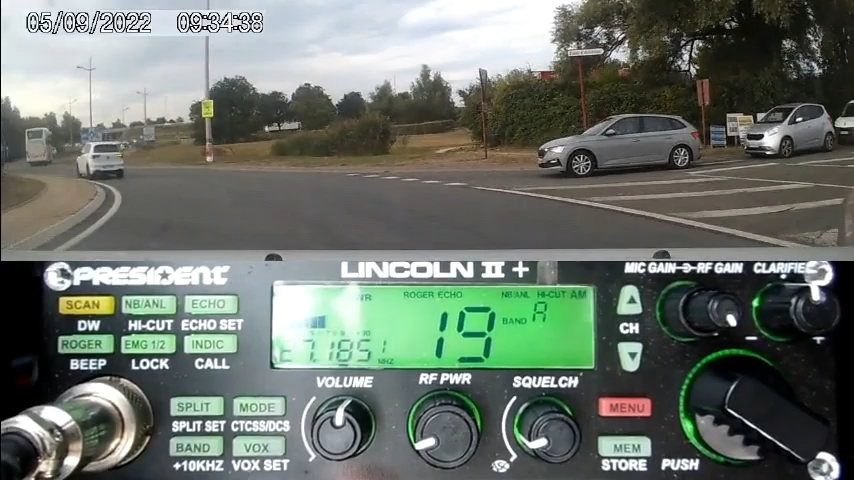 05/09/2022 09:34:38
PRESIDENT
LINCOLN II +
MIC GAIN RF GAIN CLARIFIER
SCAN NB/ANL ECHO
DW HI-CUT ECHO SET
ROGER EMG 1/2 INDIC
BEEP LOCK CALL
ROGER ECHO NB/ANL HI-CUT AM
19 BAND A
27.1851 MHZ
CH
VOLUME RF PWR SQUELCH
SPLIT MODE
SPLIT SET CTCSS/DCS
BAND VOX
+10KHZ VOX SET
MENU
MEM
STORE PUSH
- +